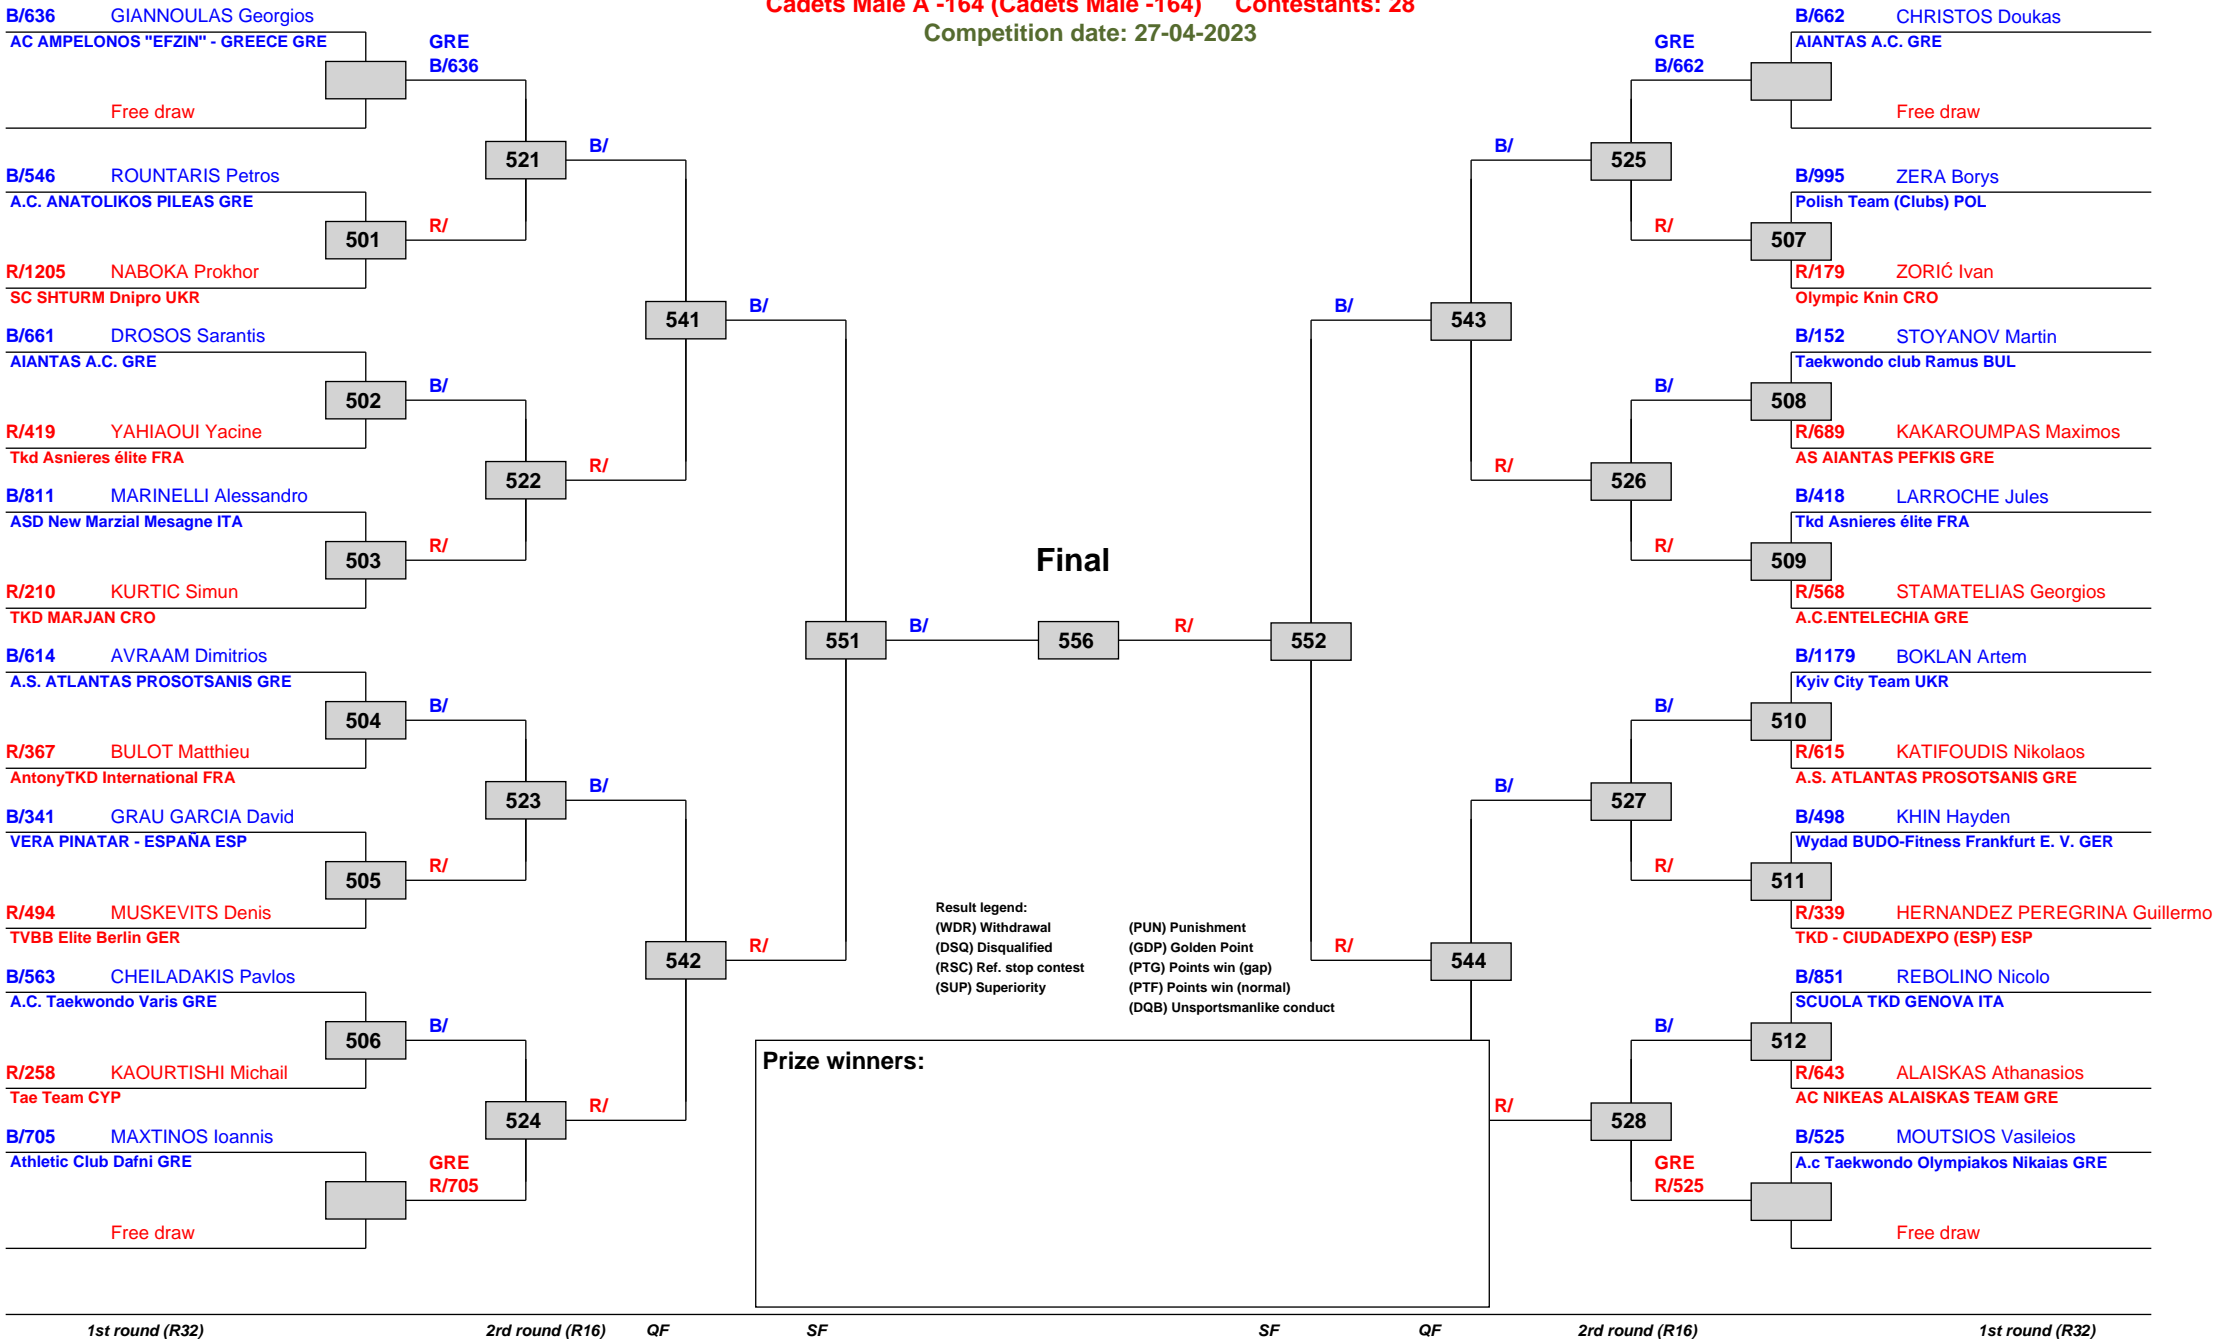 Cadets Male A -164 (Cadets Male -164) Contestants: 28
Competition date: 27-04-2023
B/636 GIANNOULAS Georgios
AC AMPELONOS "EFZIN" - GREECE GRE
GRE
B/636
Free draw
521
B/
B/546 ROUNTARIS Petros
A.C. ANATOLIKOS PILEAS GRE
501
R/
R/1205 NABOKA Prokhor
SC SHTURM Dnipro UKR
541
B/
B/661 DROSOS Sarantis
AIANTAS A.C. GRE
502
B/
R/419 YAHIAOUI Yacine
Tkd Asnieres élite FRA
522
R/
B/811 MARINELLI Alessandro
ASD New Marzial Mesagne ITA
503
R/
R/210 KURTIC Simun
TKD MARJAN CRO
551
B/
B/614 AVRAAM Dimitrios
A.S. ATLANTAS PROSOTSANIS GRE
504
B/
R/367 BULOT Matthieu
AntonyTKD International FRA
523
B/
B/341 GRAU GARCIA David
VERA PINATAR - ESPAÑA ESP
505
R/
R/494 MUSKEVITS Denis
TVBB Elite Berlin GER
542
R/
B/563 CHEILADAKIS Pavlos
A.C. Taekwondo Varis GRE
506
B/
R/258 KAOURTISHI Michail
Tae Team CYP
524
R/
B/705 MAXTINOS Ioannis
Athletic Club Dafni GRE
GRE
R/705
Free draw
Final
556
R/
552
B/662 CHRISTOS Doukas
AIANTAS A.C. GRE
GRE
B/662
Free draw
B/
525
B/995 ZERA Borys
Polish Team (Clubs) POL
R/
507
R/179 ZORIĆ Ivan
Olympic Knin CRO
B/
543
B/152 STOYANOV Martin
Taekwondo club Ramus BUL
B/
508
R/689 KAKAROUMPAS Maximos
AS AIANTAS PEFKIS GRE
R/
526
B/418 LARROCHE Jules
Tkd Asnieres élite FRA
R/
509
R/568 STAMATELIAS Georgios
A.C.ENTELECHIA GRE
B/1179 BOKLAN Artem
Kyiv City Team UKR
B/
510
R/615 KATIFOUDIS Nikolaos
A.S. ATLANTAS PROSOTSANIS GRE
B/
527
B/498 KHIN Hayden
Wydad BUDO-Fitness Frankfurt E. V. GER
R/
511
R/339 HERNANDEZ PEREGRINA Guillermo
TKD - CIUDADEXPO (ESP) ESP
R/
544
B/851 REBOLINO Nicolo
SCUOLA TKD GENOVA ITA
B/
512
R/643 ALAISKAS Athanasios
AC NIKEAS ALAISKAS TEAM GRE
R/
528
B/525 MOUTSIOS Vasileios
A.c Taekwondo Olympiakos Nikaias GRE
GRE
R/525
Free draw
Result legend:
(WDR) Withdrawal (PUN) Punishment
(DSQ) Disqualified (GDP) Golden Point
(RSC) Ref. stop contest (PTG) Points win (gap)
(SUP) Superiority (PTF) Points win (normal)
(DQB) Unsportsmanlike conduct
Prize winners:
1st round (R32) 2rd round (R16) QF SF SF QF 2rd round (R16) 1st round (R32)